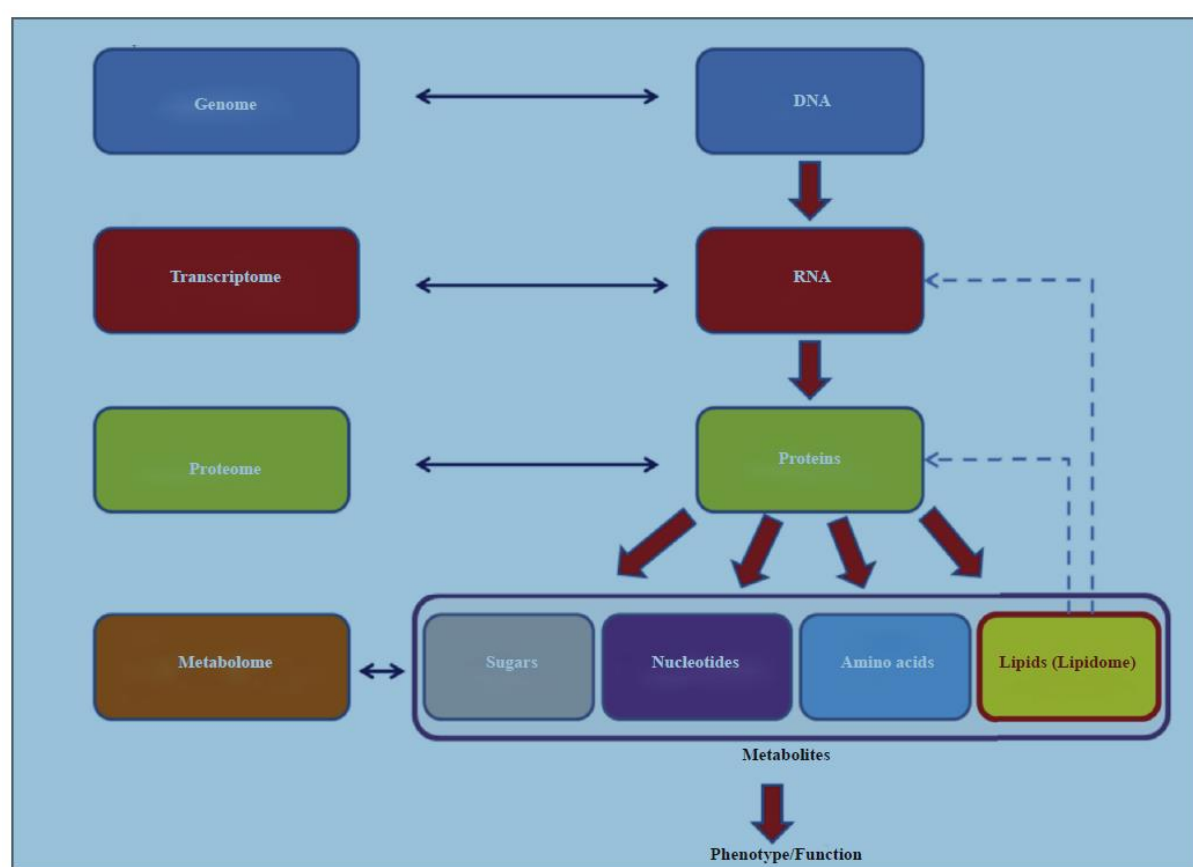 Genome
DNA
Transcriptome
RNA
Proteome
Proteins
Metabolome
Sugars
Nucleotides
Amino acids
Lipids (Lipidome)
Metabolites
Phenotype/Function